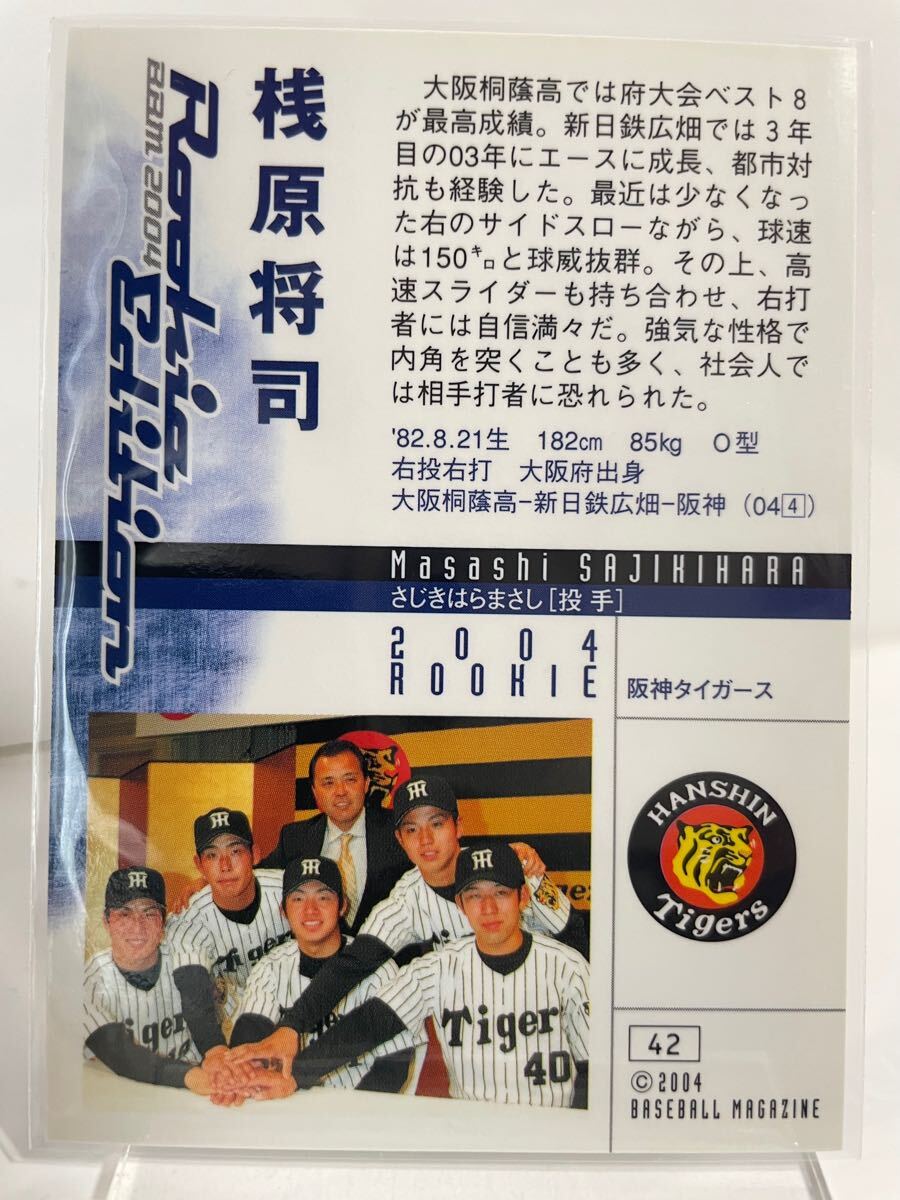 BBM 2004
Rookie Edition
桟原将司
大阪桐蔭高では府大会ベスト8
が最高成績。新日鉄広畑では3年
目の03年にエースに成長、都市対
抗も経験した。最近は少なくなっ
た右のサイドスローながら、球速
は150㌔と球威抜群。その上、高
速スライダーも持ち合わせ、右打
者には自信満々だ。強気な性格で
内角を突くことも多く、社会人で
は相手打者に恐れられた。
'82.8.21生 182cm 85kg O型
右投右打 大阪府出身
大阪桐蔭高−新日鉄広畑−阪神（04④）
Masashi SAJIKIHARA
さじきはらまさし［投手］
2004
ROOKIE
阪神タイガース
HANSHIN
Tigers
Tigers
Tiger
40
42
©2004
BASEBALL MAGAZINE